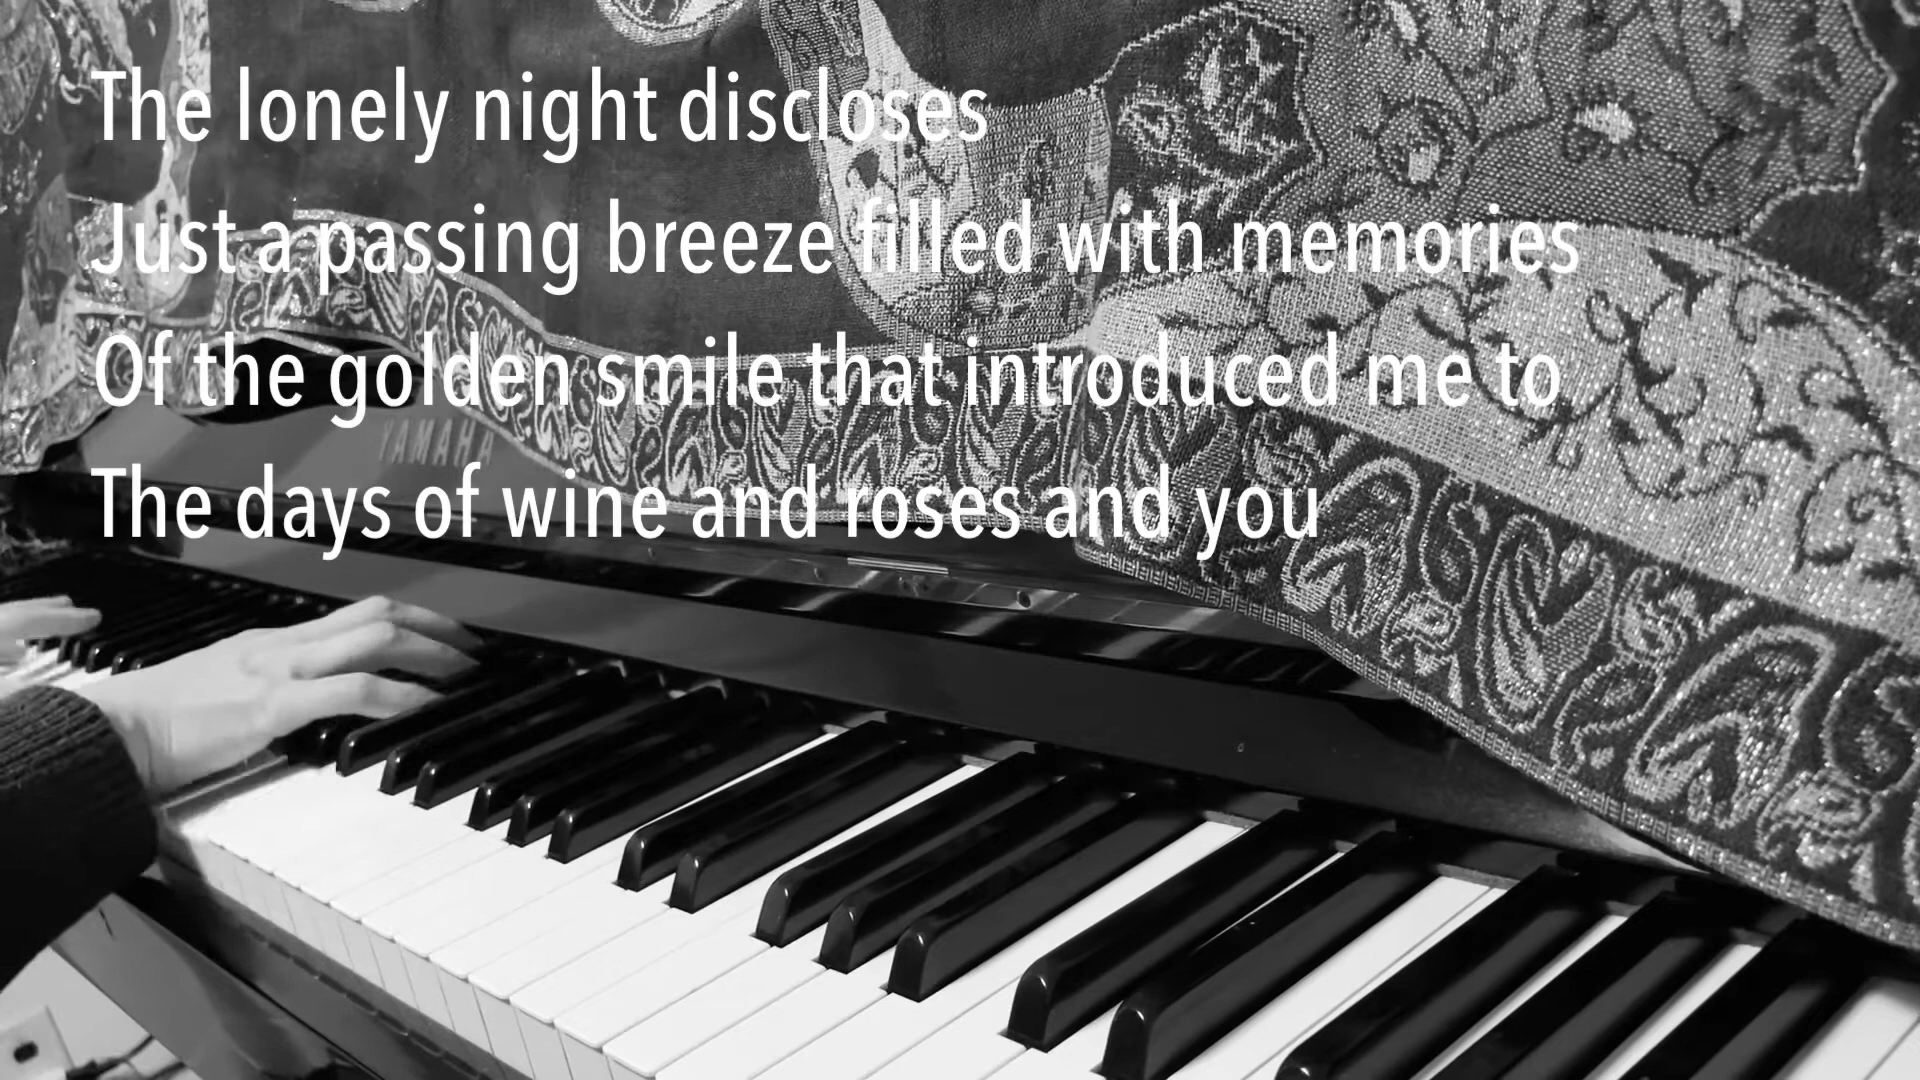 The lonely night discloses
Just a passing breeze filled with memories
Of the golden smile that introduced me to
The days of wine and roses and you
YAMAHA